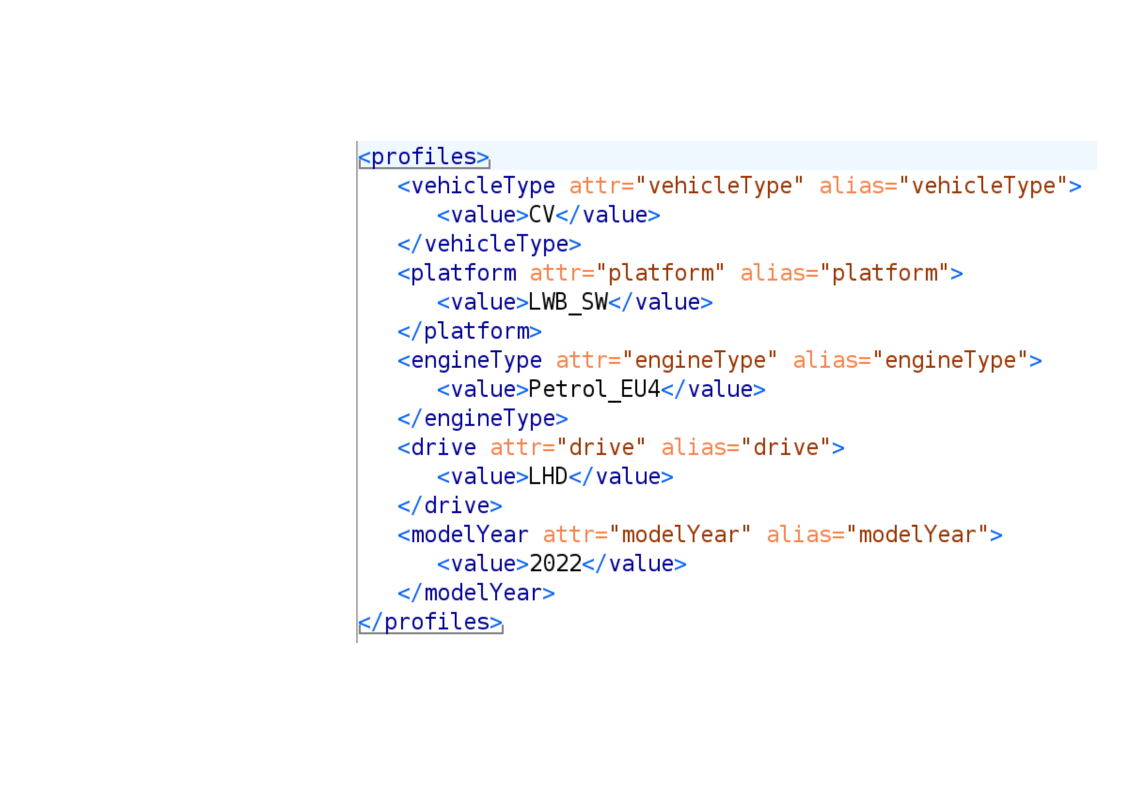 <profiles>
<vehicleType attr="vehicleType" alias="vehicleType">
<value>CV</value>
</vehicleType>
<platform attr="platform" alias="platform">
<value>LWB_SW</value>
</platform>
<engineType attr="engineType" alias="engineType">
<value>Petrol_EU4</value>
</engineType>
<drive attr="drive" alias="drive">
<value>LHD</value>
</drive>
<modelYear attr="modelYear" alias="modelYear">
<value>2022</value>
</modelYear>
</profiles>